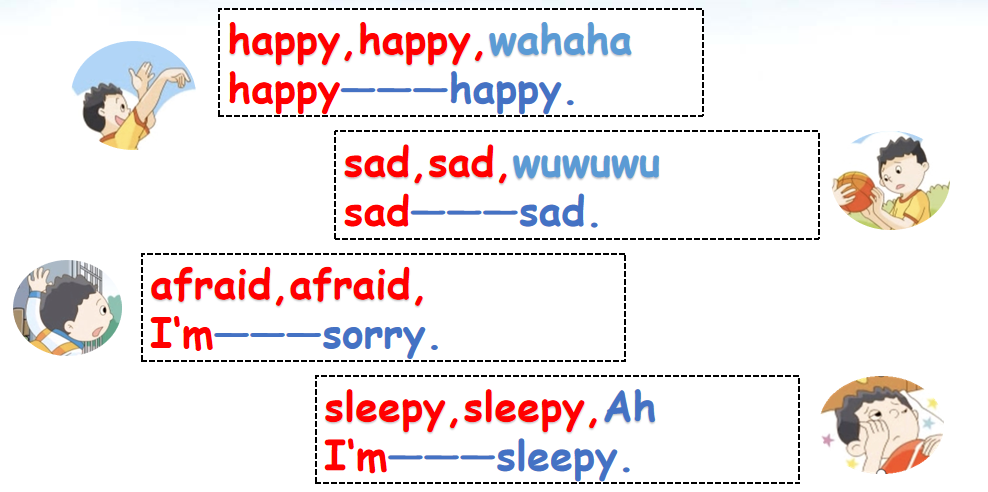 happy,happy,wahaha
happy———happy.
sad,sad,wuwuwu
sad———sad.
afraid,afraid,
I'm———sorry.
sleepy,sleepy,Ah
I'm———sleepy.